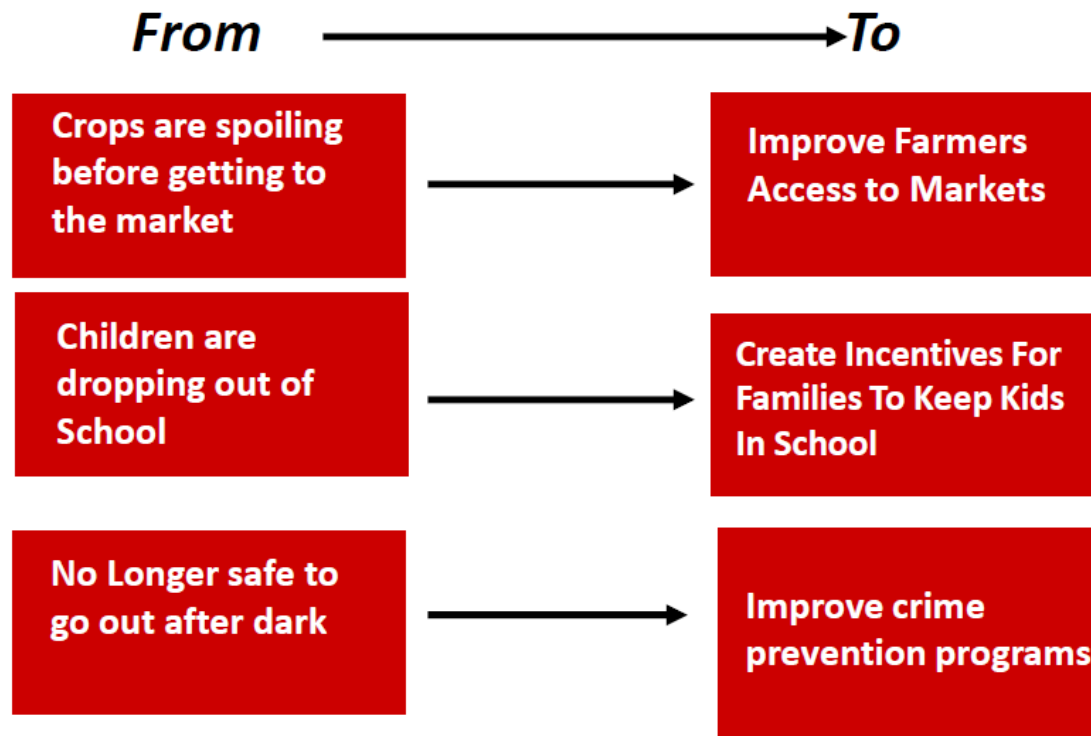 From To
Crops are spoiling
before getting to
the market
Improve Farmers
Access to Markets
Children are
dropping out of
School
Create Incentives For
Families To Keep Kids
In School
No Longer safe to
go out after dark
Improve crime
prevention programs